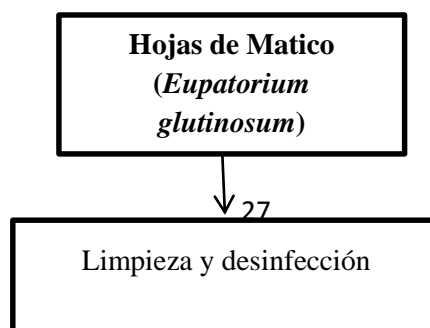 Hojas de Matico
(Eupatorium
glutinosum)
27
Limpieza y desinfección